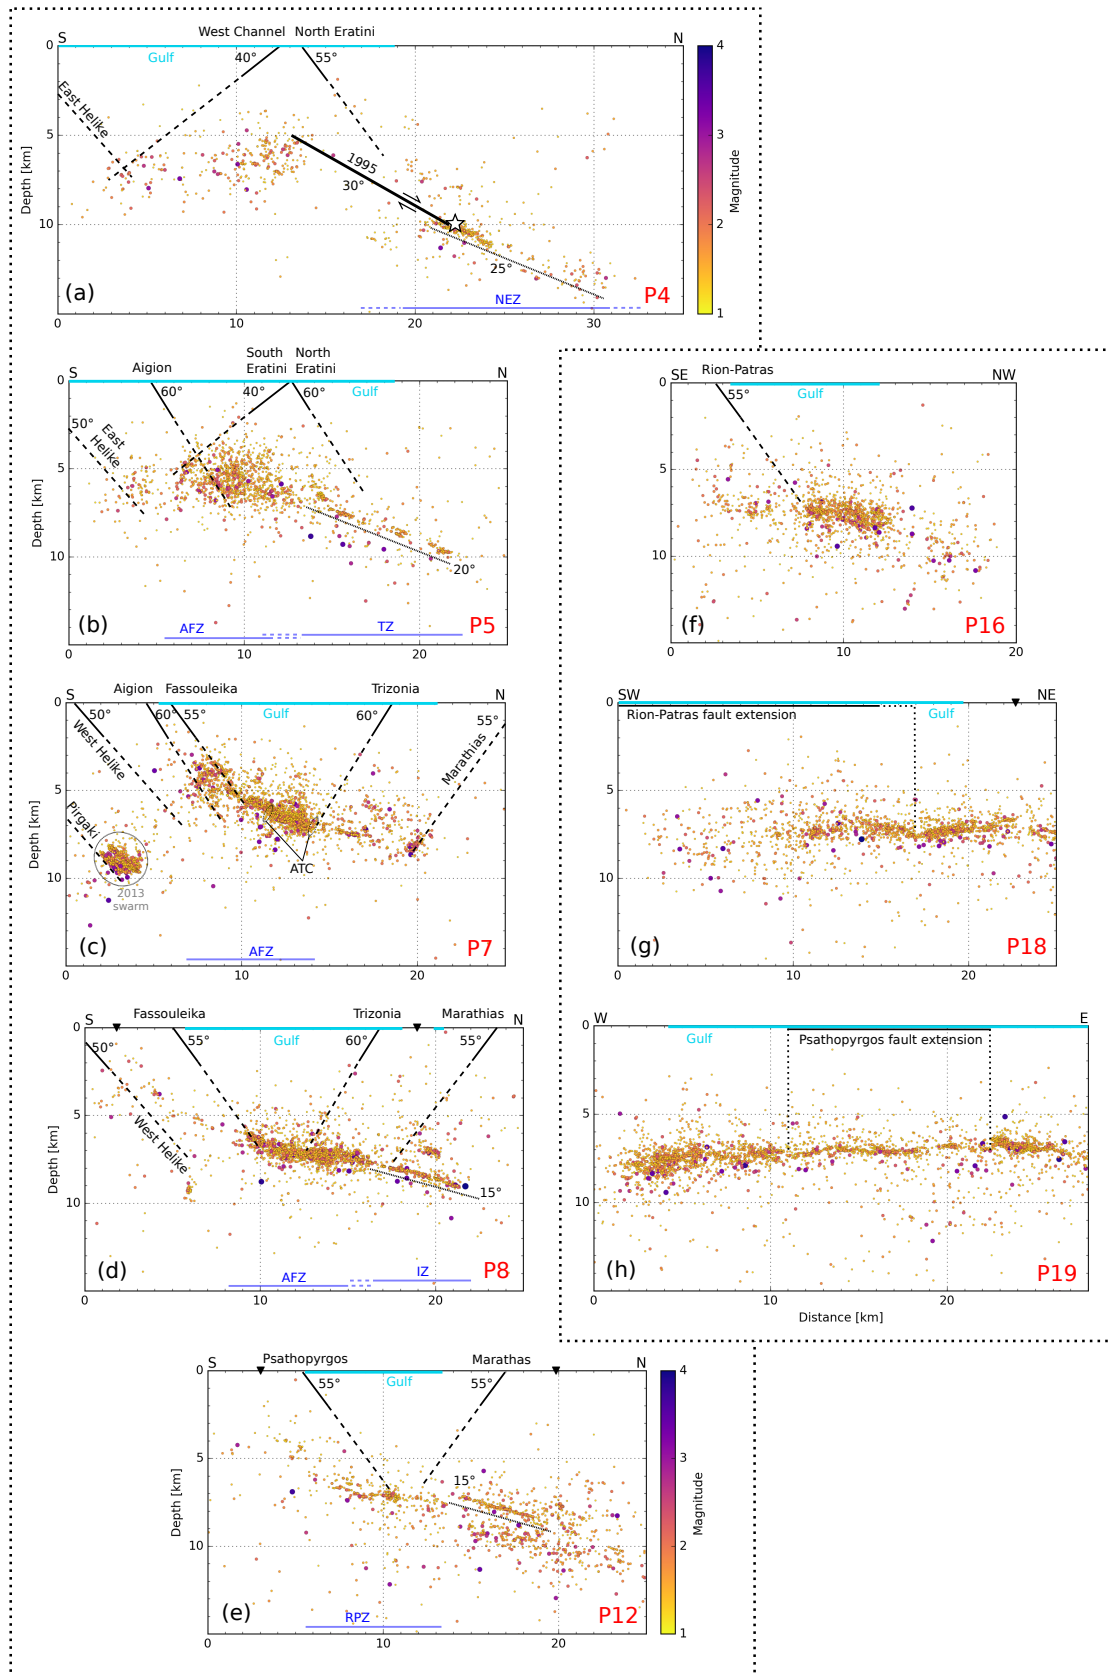 West Channel North Eratini
S N
0 Gulf 40° 55° 4
East Helike
5 3
1995
30°
Depth [km] Magnitude
10 2
25°
(a) NEZ P4
1
0 10 20 30
South North
Aigion Eratini Eratini
S N
0 60° 40° 60° Gulf
50°
East
Helike
5
Depth [km]
10
20°
(b) AFZ TZ P5
0 10 20
Rion-Patras
SE NW
0 55° Gulf
5
10
(f) P16
15
0 20
Aigion Fassouleika Trizonia
S N
0 50° 60° 55° Gulf 60° 55°
West Helike
Marathias
5
Pirgaki
Depth [km]
ATC
10
2013
swarm
(c) AFZ P7
0 10 20
SW NE
0 Rion-Patras fault extension Gulf
5
10
(g) P18
15
0 10 20
Fassouleika Trizonia Marathias
S N
0 50° 55° Gulf 60° 55°
5
West Helike
Depth [km]
10 15°
(d) AFZ IZ P8
0 10 20
W E
0 Gulf Psathopyrgos fault extension
5
10
(h) P19
15
0 10 20
Distance [km]
Psathopyrgos Marathas
S N
0 55° Gulf 55° 4
5 3
15°
Depth [km] Magnitude
10 2
(e) RPZ P12
1
0 10 20